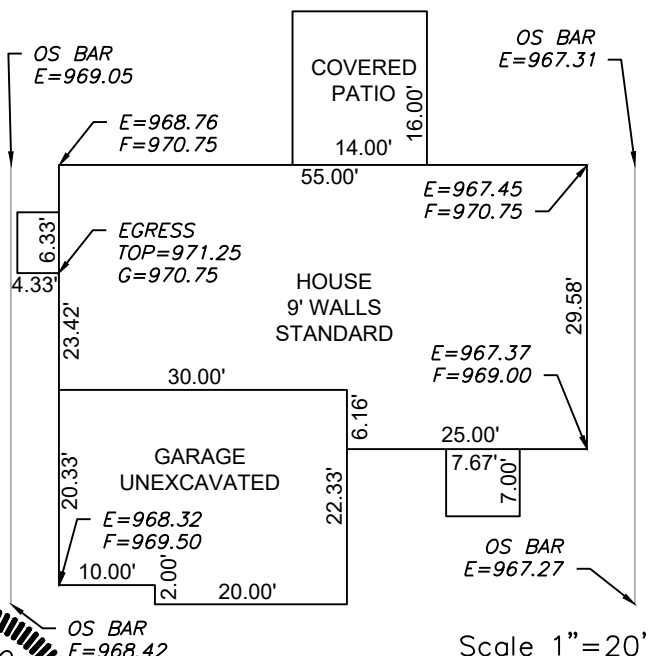 OS BAR
E=969.05
OS BAR
E=967.31
COVERED
PATIO
16.00'
14.00'
E=968.76
F=970.75
55.00'
E=967.45
F=970.75
6.33'
4.33'
EGRESS
TOP=971.25
G=970.75
HOUSE
9' WALLS
STANDARD
29.58'
23.42'
E=967.37
F=969.00
30.00'
6.16'
25.00'
7.67'
7.00'
GARAGE
UNEXCAVATED
20.33'
22.33'
E=968.32
F=969.50
10.00'
2.00'
20.00'
OS BAR
E=967.27
OS BAR
E=968.42
Scale 1"=20'